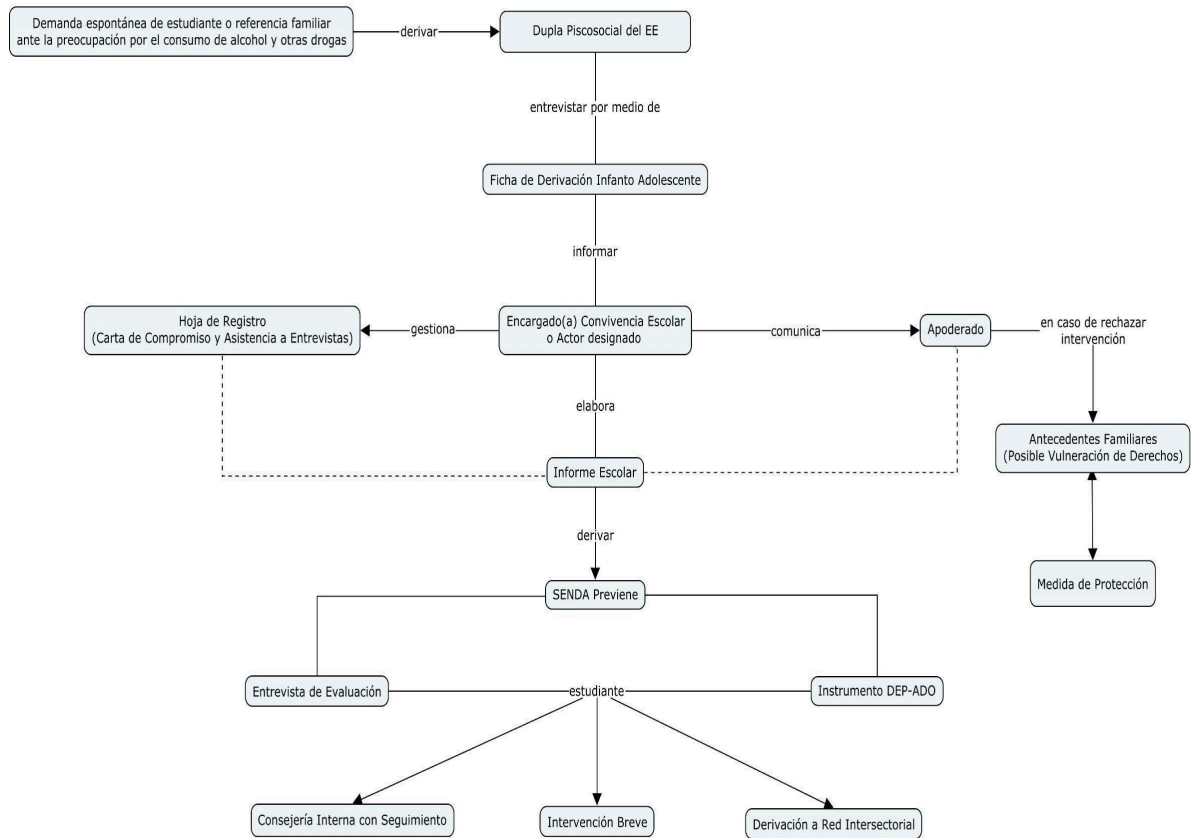 Demanda espontánea de estudiante o referencia familiar
ante la preocupación por el consumo de alcohol y otras drogas
derivar
Dupla Piscosocial del EE
entrevistar por medio de
Ficha de Derivación Infanto Adolescente
informar
Hoja de Registro
(Carta de Compromiso y Asistencia a Entrevistas)
gestiona
Encargado(a) Convivencia Escolar
o Actor designado
comunica
Apoderado
en caso de rechazar
intervención
elabora
Antecedentes Familiares
(Posible Vulneración de Derechos)
Informe Escolar
derivar
Medida de Protección
SENDA Previene
Entrevista de Evaluación
estudiante
Instrumento DEP-ADO
Consejería Interna con Seguimiento
Intervención Breve
Derivación a Red Intersectorial